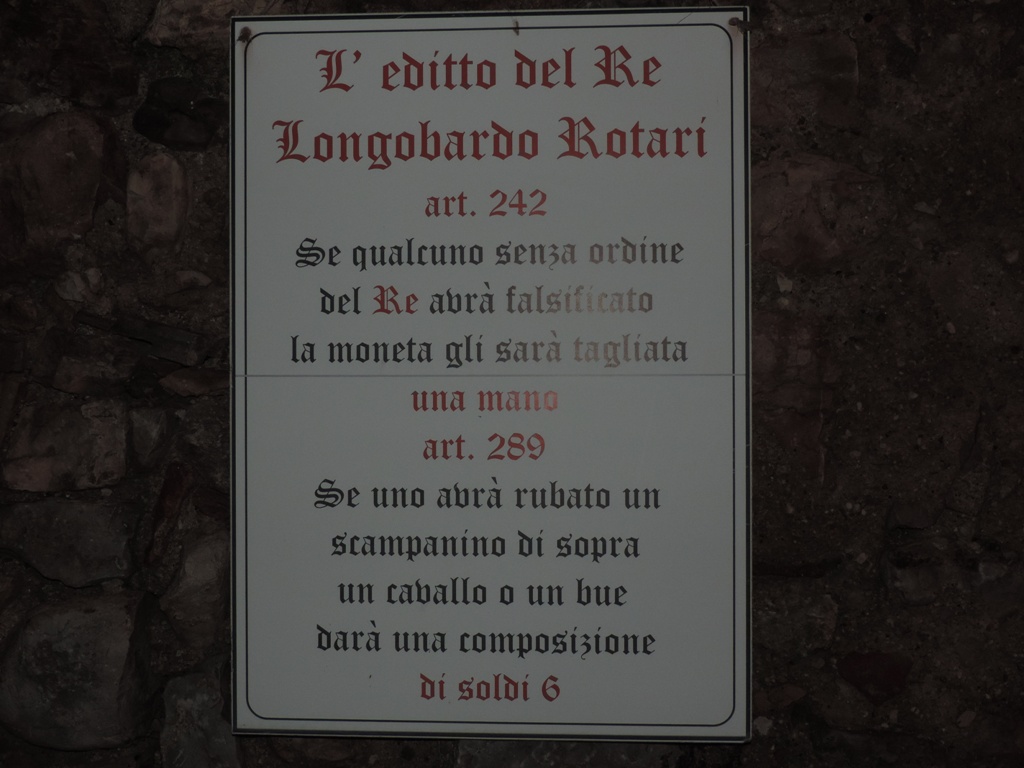 L' editto del Re
Longobardo Rotari
art. 242
Se qualcuno senza ordine
del Re avrà falsificato
la moneta gli sarà tagliata
una mano
art. 289
Se uno avrà rubato un
scampanino di sopra
un cavallo o un bue
darà una composizione
di soldi 6